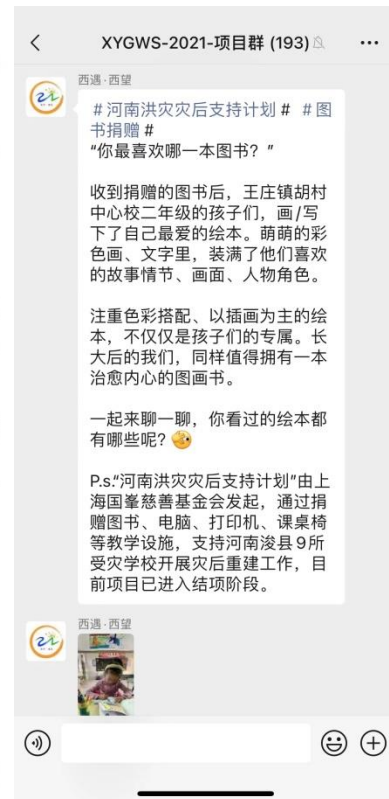 XYGWS-2021-项目群 (193)
西遇·西望
#河南洪灾灾后支持计划# #图
书捐赠#
“你最喜欢哪一本图书？”
收到捐赠的图书后，王庄镇胡村
中心校二年级的孩子们，画/写
下了自己最爱的绘本。萌萌的彩
色画、文字里，装满了他们喜欢
的故事情节、画面、人物角色。
注重色彩搭配、以插画为主的绘
本，不仅仅是孩子们的专属。长
大后的我们，同样值得拥有一本
治愈内心的图画书。
一起来聊一聊，你看过的绘本都
有哪些呢？
P.s.“河南洪灾灾后支持计划”由上
海国峯慈善基金会发起，通过捐
赠图书、电脑、打印机、课桌椅
等教学设施，支持河南浚县9所
受灾学校开展灾后重建工作，目
前项目已进入结项阶段。
西遇·西望